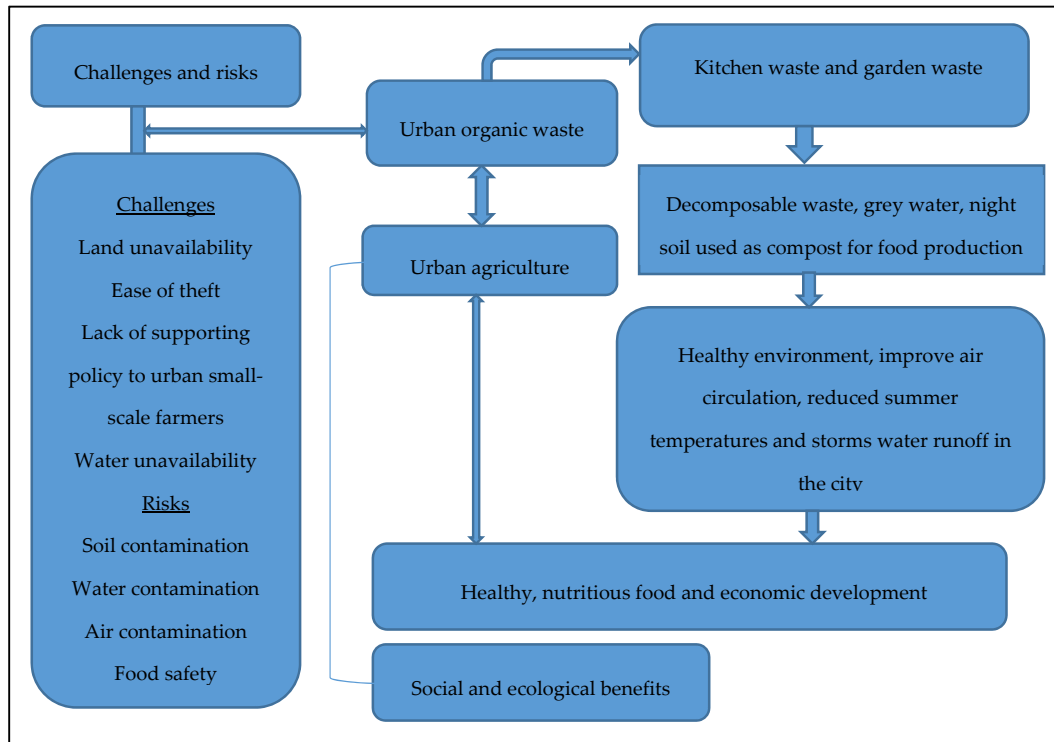 Challenges and risks
Challenges
Land unavailability
Ease of theft
Lack of supporting
policy to urban small-
scale farmers
Water unavailability
Risks
Soil contamination
Water contamination
Air contamination
Food safety
Urban organic waste
Urban agriculture
Kitchen waste and garden waste
Decomposable waste, grey water, night
soil used as compost for food production
Healthy environment, improve air
circulation, reduced summer
temperatures and storms water runoff in
the city
Healthy, nutritious food and economic development
Social and ecological benefits